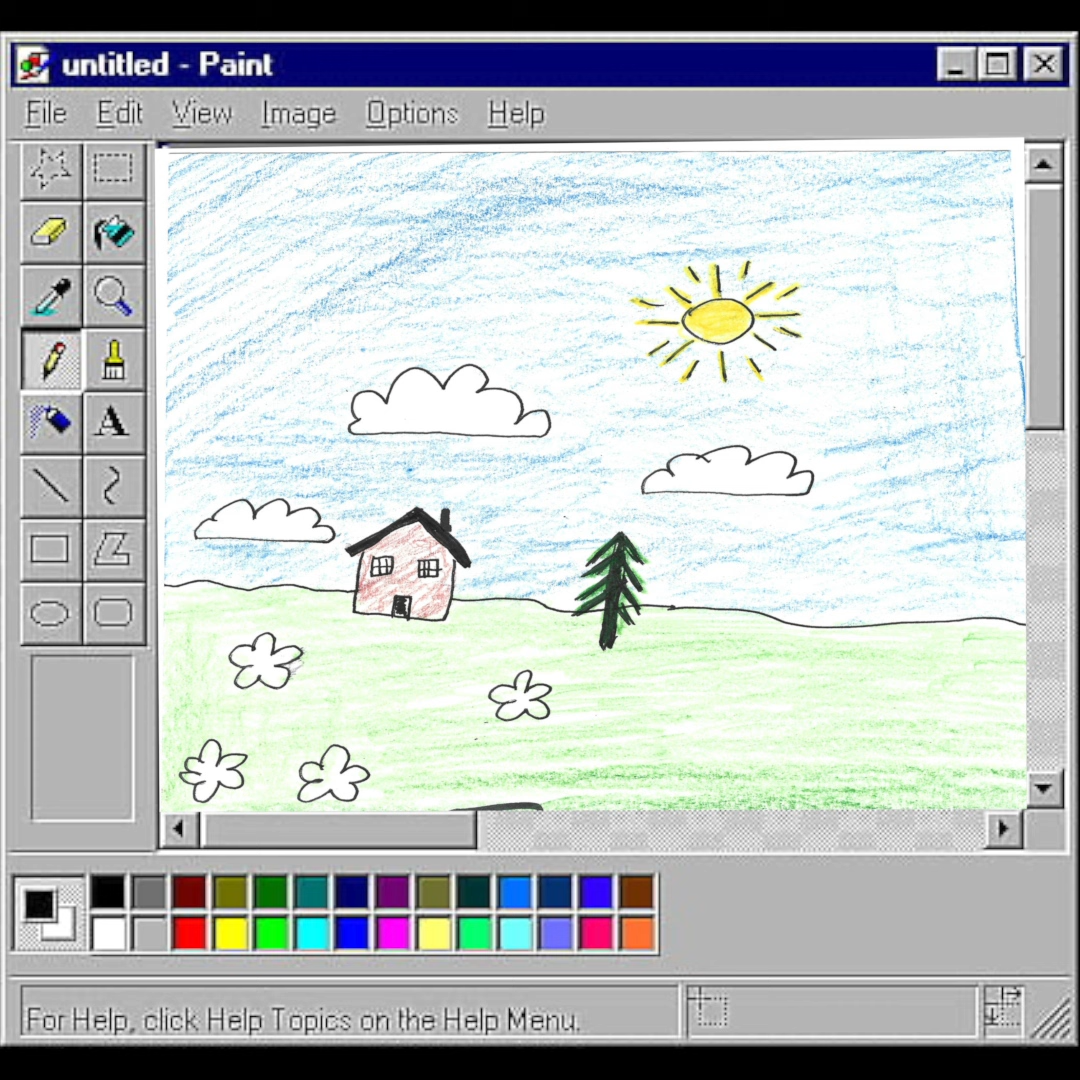 untitled - Paint
File Edit View Image Options Help
A
For Help, click Help Topics on the Help Menu.